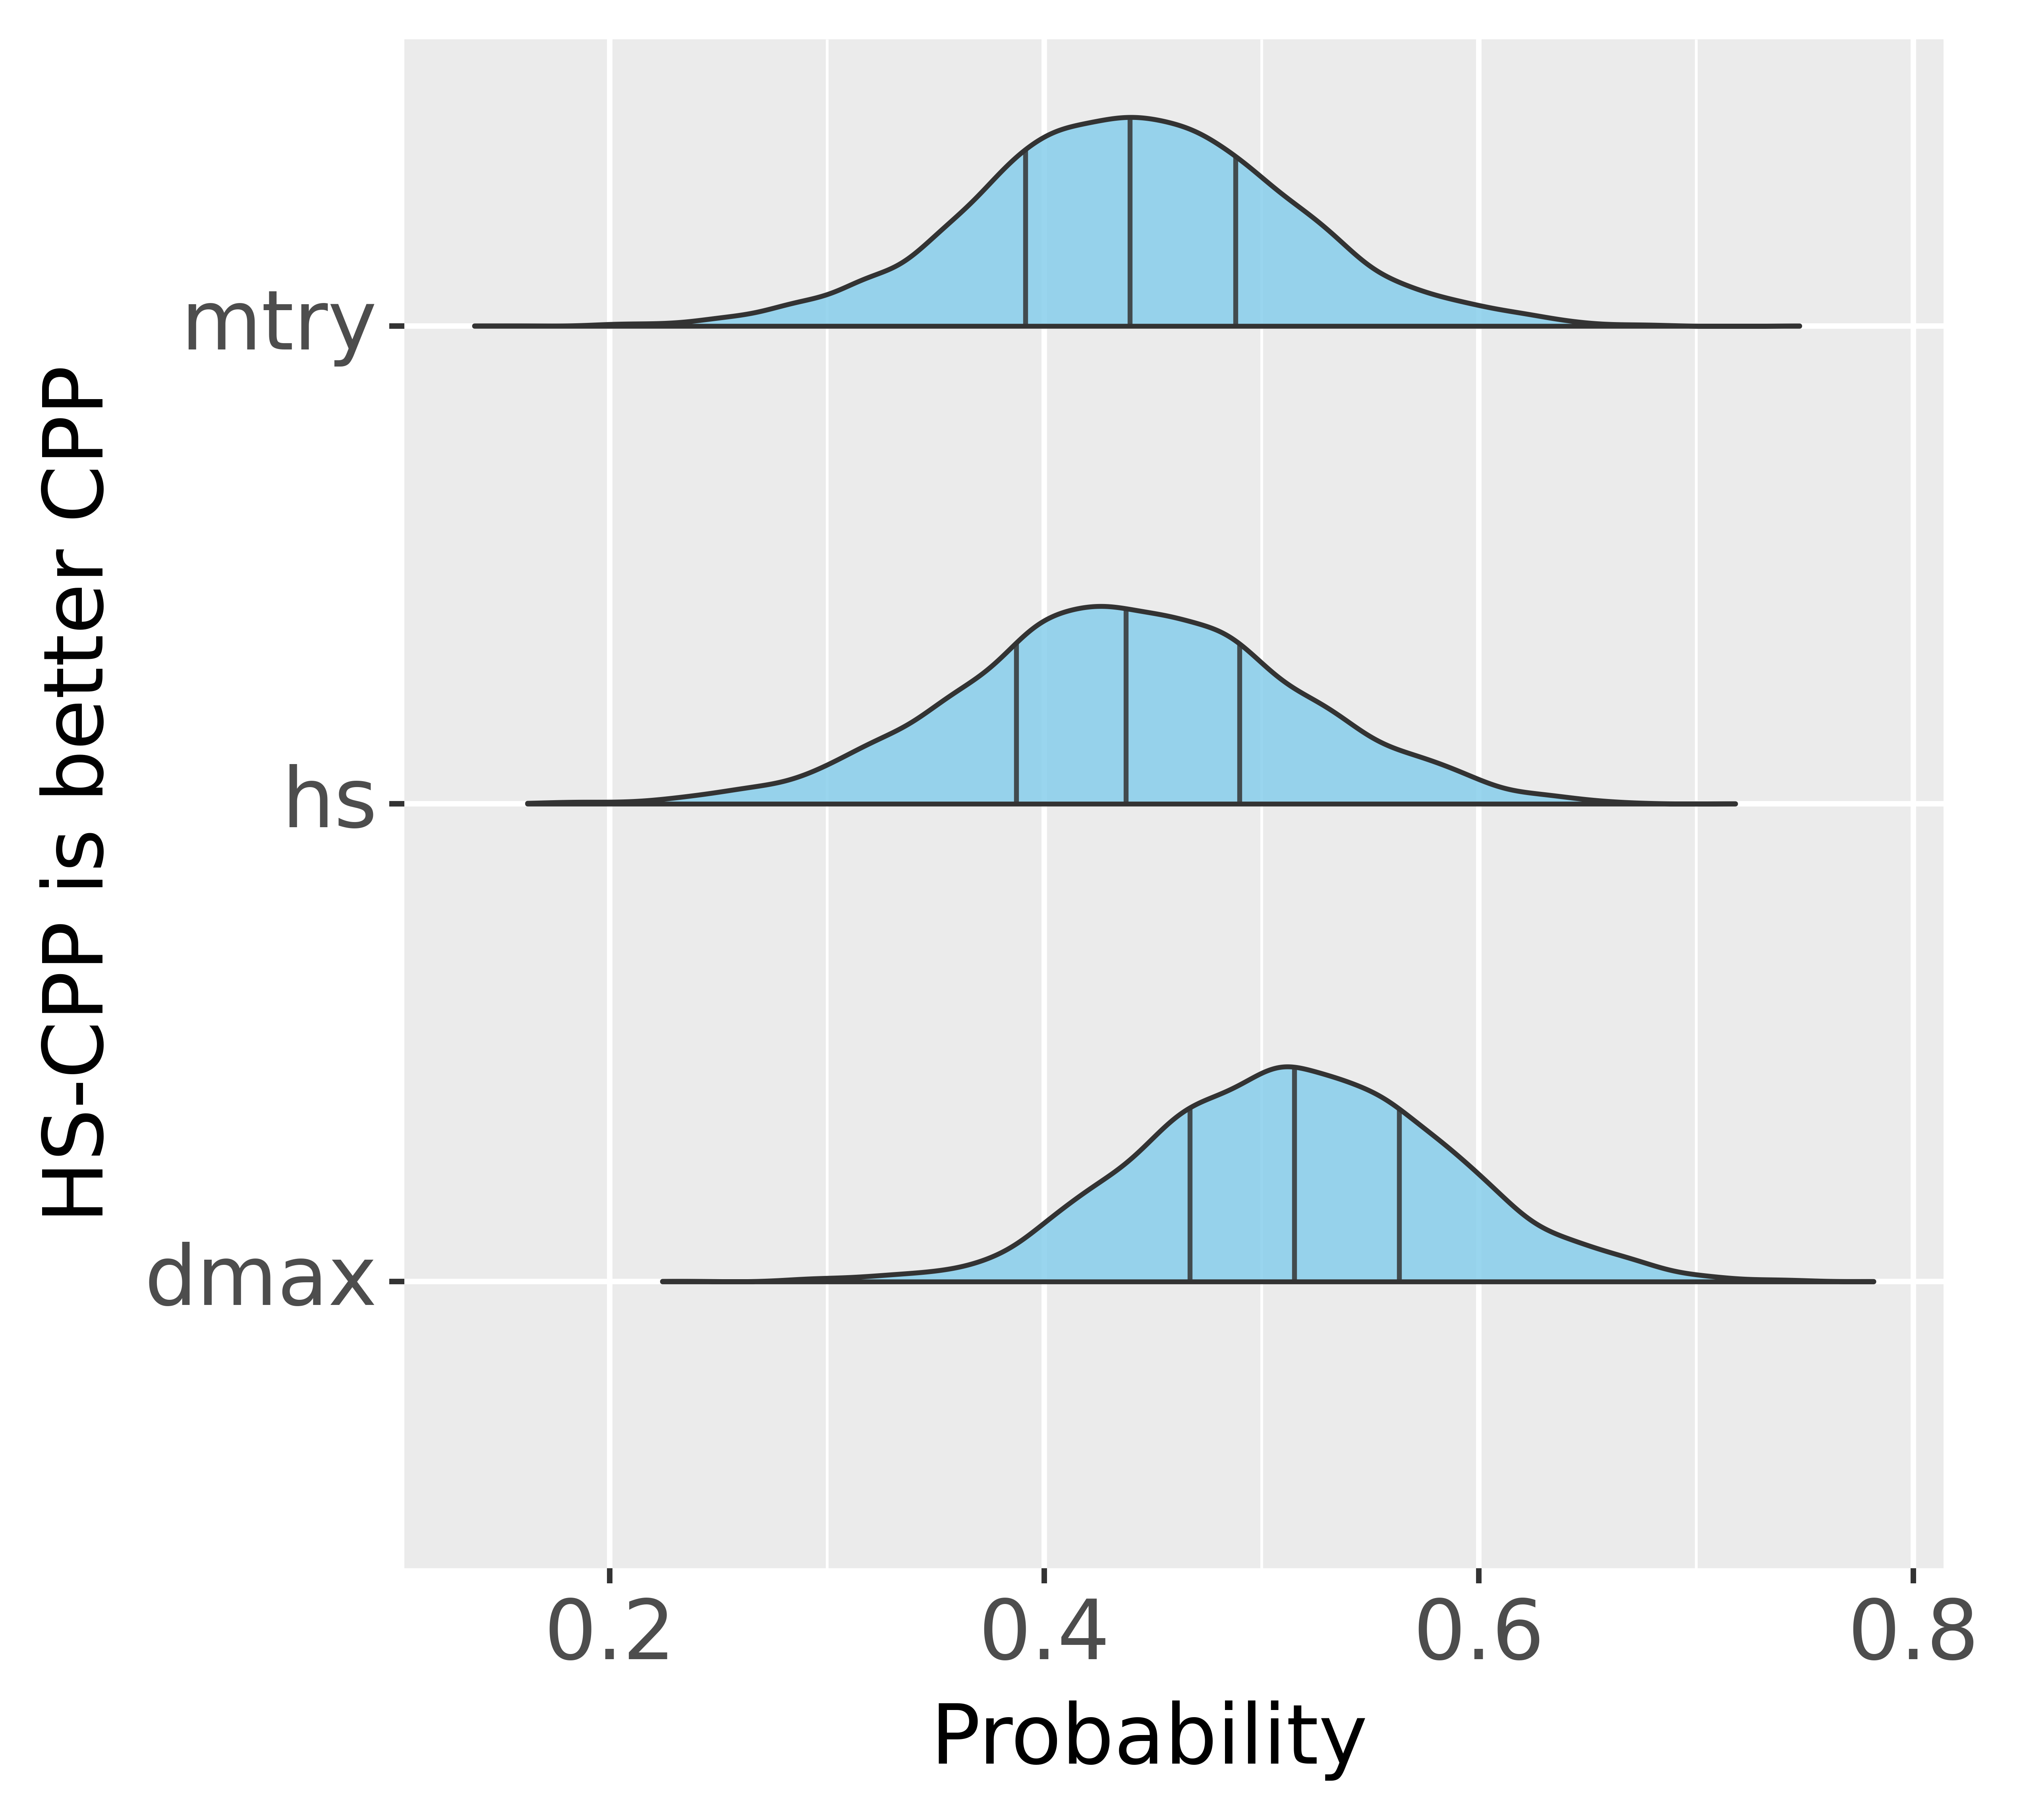 HS-CPP is better CPP
mtry
hs
dmax
0.2 0.4 0.6 0.8
Probability